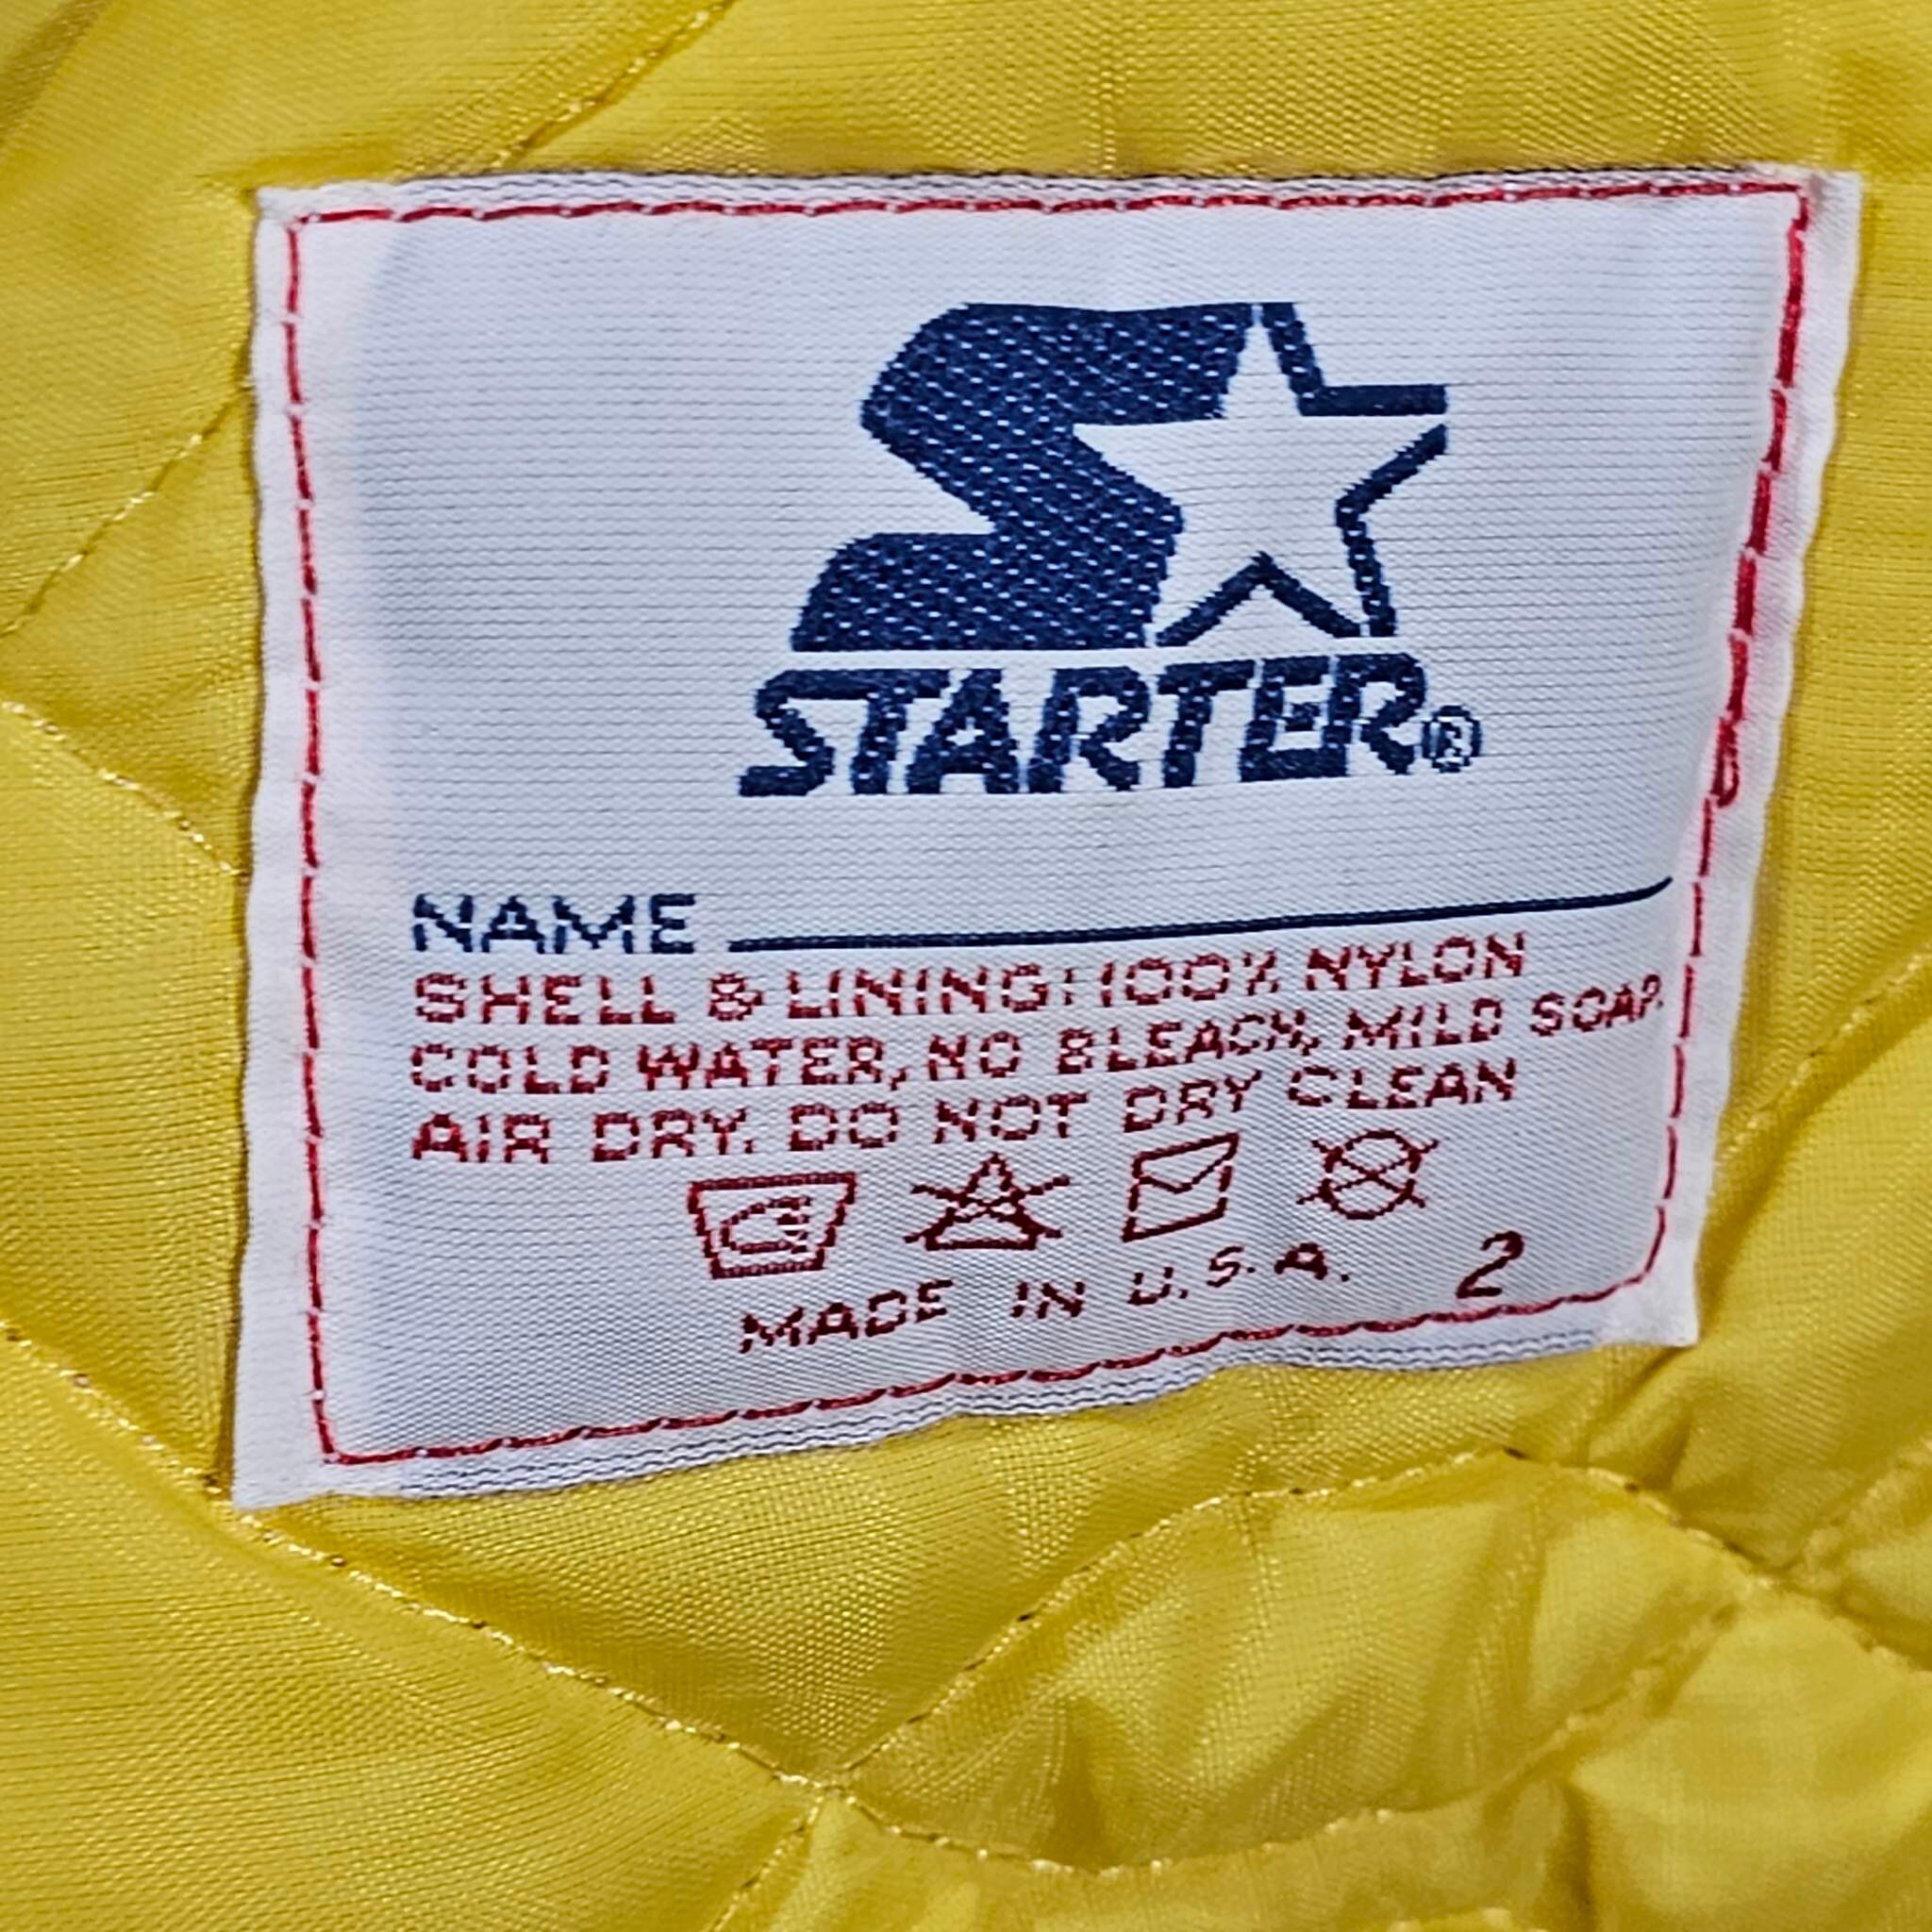 STARTER®
NAME
SHELL & LINING: 100% NYLON
COLD WATER, NO BLEACH, MILD SOAP.
AIR DRY. DO NOT DRY CLEAN
MADE IN U.S.A. 2